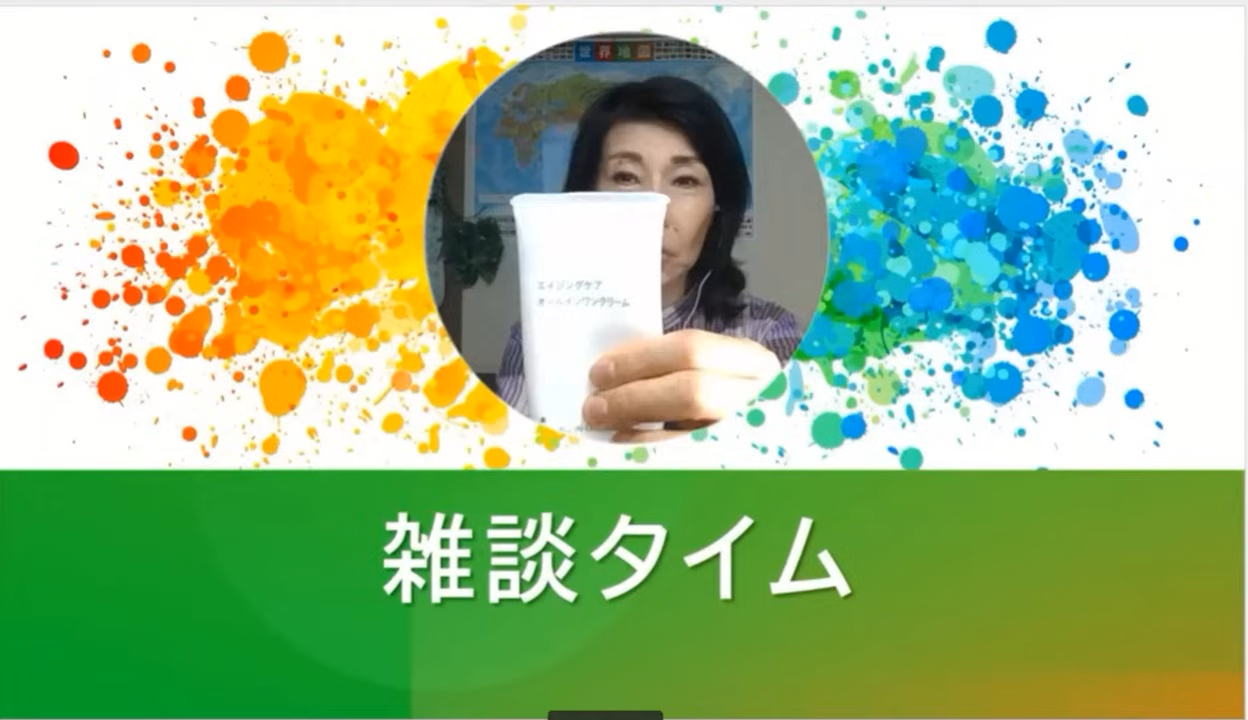 世界地図
エイジングケア
オールインワンクリーム
雑談タイム